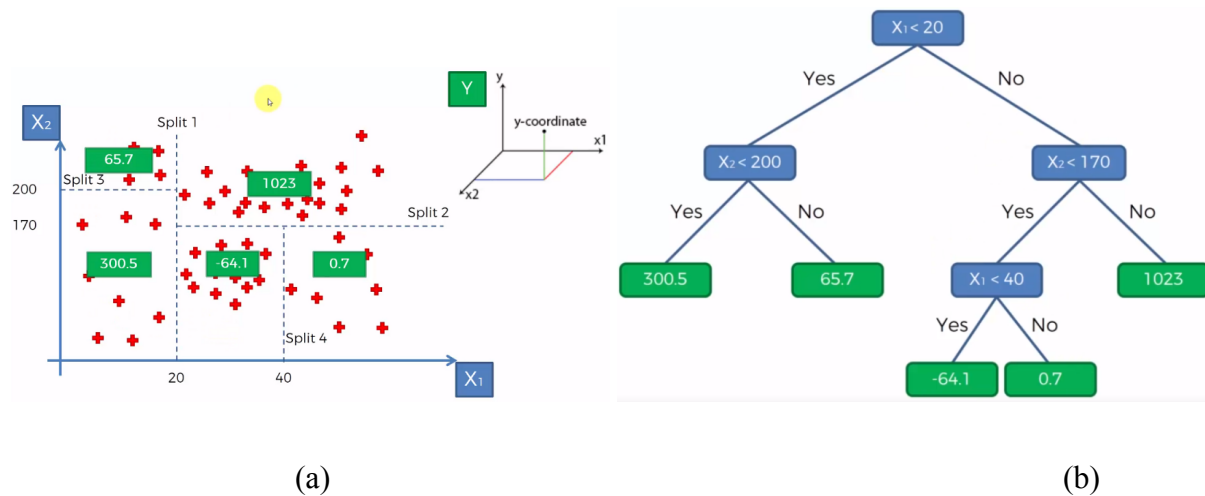 X₂
Split 1
65.7
200
Split 3
1023
170
Split 2
300.5
-64.1
0.7
Split 4
20
40
X₁
Y
y
y-coordinate
x1
x2
(a)
X₁ < 20
Yes
No
X₂ < 200
X₂ < 170
Yes
No
Yes
No
300.5
65.7
X₁ < 40
1023
Yes
No
-64.1
0.7
(b)